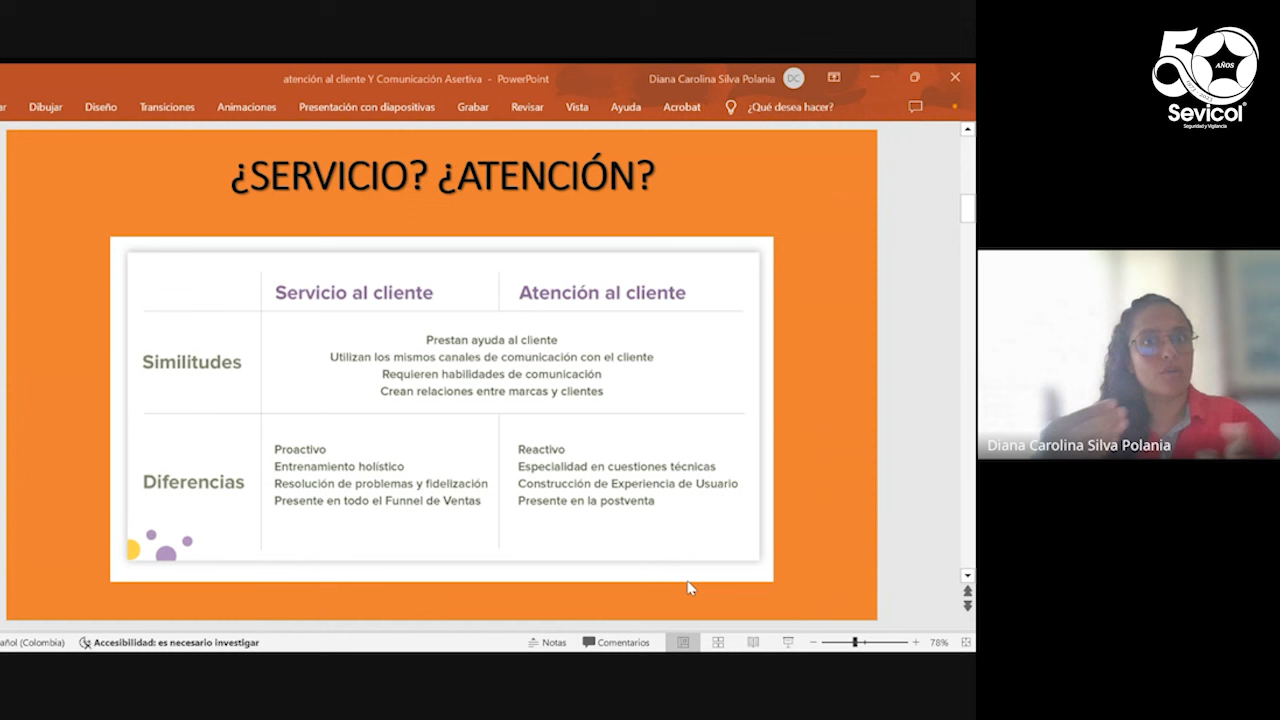 atención al cliente Y Comunicación Asertiva - PowerPoint
Diana Carolina Silva Polania
DC
Dibujar
Diseño
Transiciones
Animaciones
Presentación con diapositivas
Grabar
Revisar
Vista
Ayuda
Acrobat
¿Qué desea hacer?
¿SERVICIO? ¿ATENCIÓN?
Servicio al cliente
Atención al cliente
Similitudes
Prestan ayuda al cliente
Utilizan los mismos canales de comunicación con el cliente
Requieren habilidades de comunicación
Crean relaciones entre marcas y clientes
Diferencias
Proactivo
Entrenamiento holístico
Resolución de problemas y fidelización
Presente en todo el Funnel de Ventas
Reactivo
Especialidad en cuestiones técnicas
Construcción de Experiencia de Usuario
Presente en la postventa
(Colombia)
Accesibilidad: es necesario investigar
Notas
Comentarios
78%
50
AÑOS
Sevicol
Seguridad y Vigilancia
Diana Carolina Silva Polania